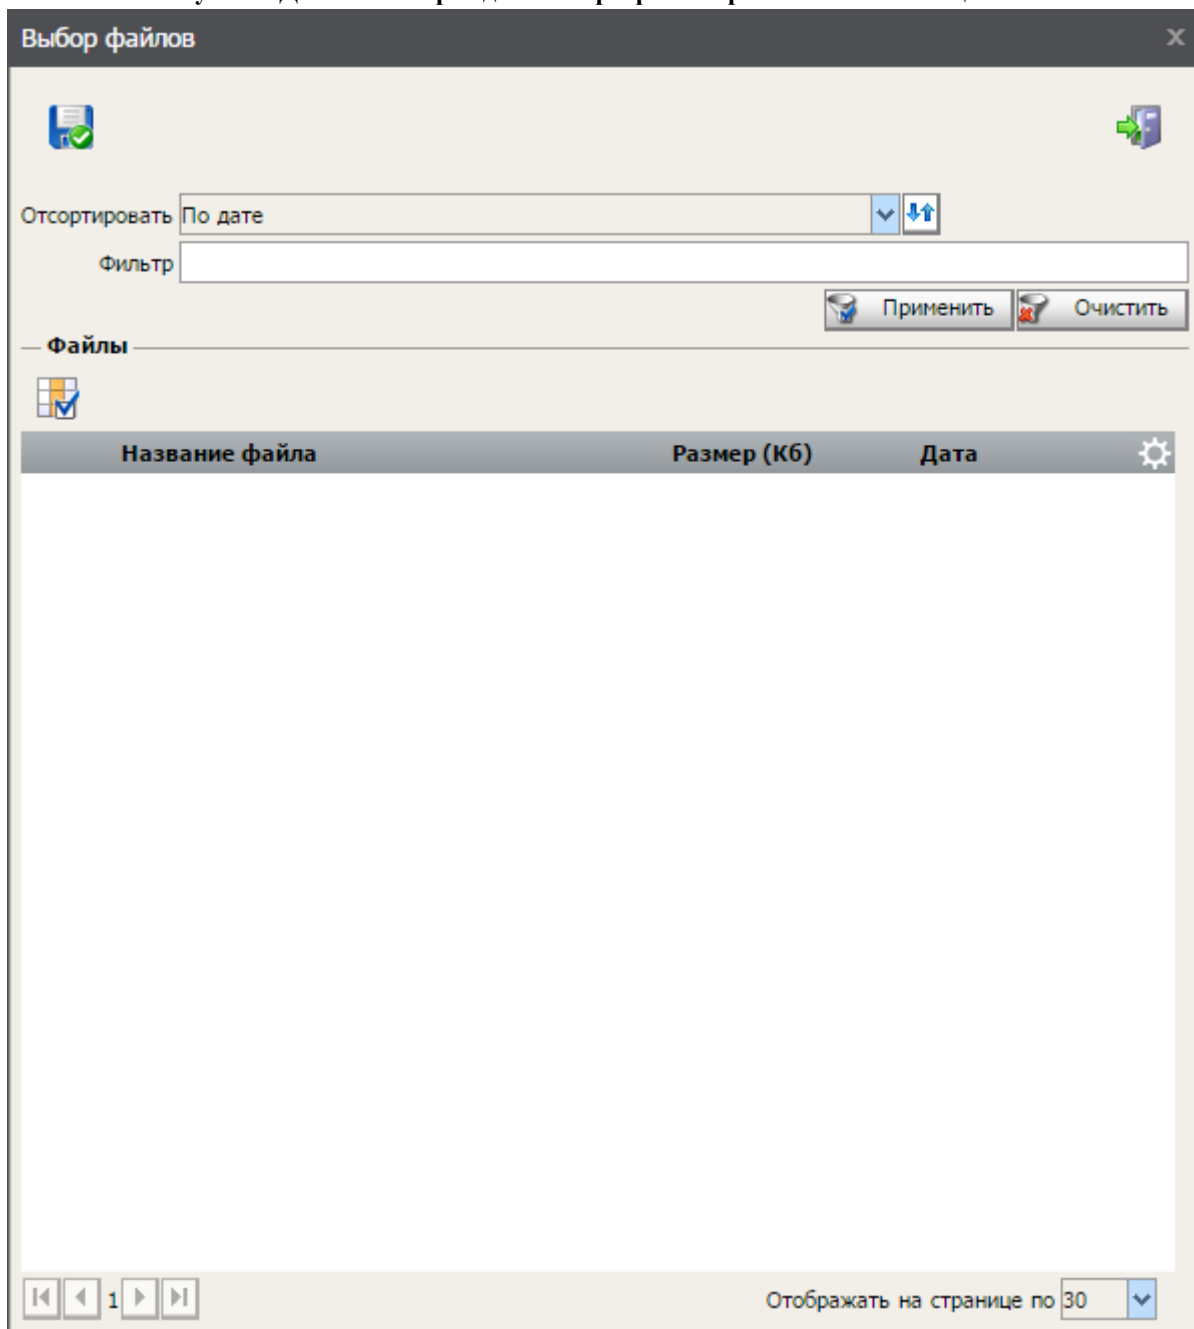 Выбор файлов
Отсортировать По дате
Фильтр
Применить Очистить
Файлы
Название файла Размер (Кб) Дата
1 Отображать на странице по 30